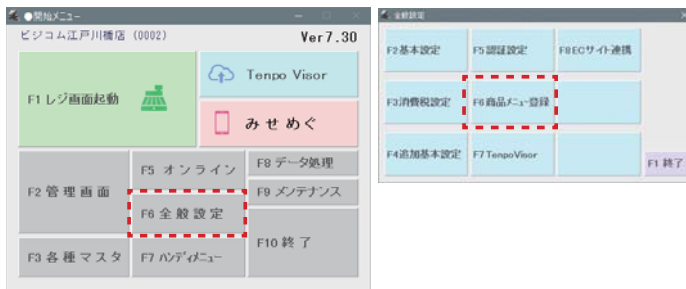 ●開始メニュー
ビジコム江戸川橋店 (0002)
Ver7.30
F1 レジ画面起動
Tenpo Visor
みせめぐ
F2 管理画面
F5 オンライン
F8 データ処理
F6 全般設定
F9 メンテナンス
F3 各種マスタ
F7 ハンディメニュー
F10 終了
全般設定
F2基本設定
F5認証設定
F8ECサイト連携
F3消費税設定
F6商品メニュー登録
F4追加基本設定
F7TenpoVisor
F1 終了